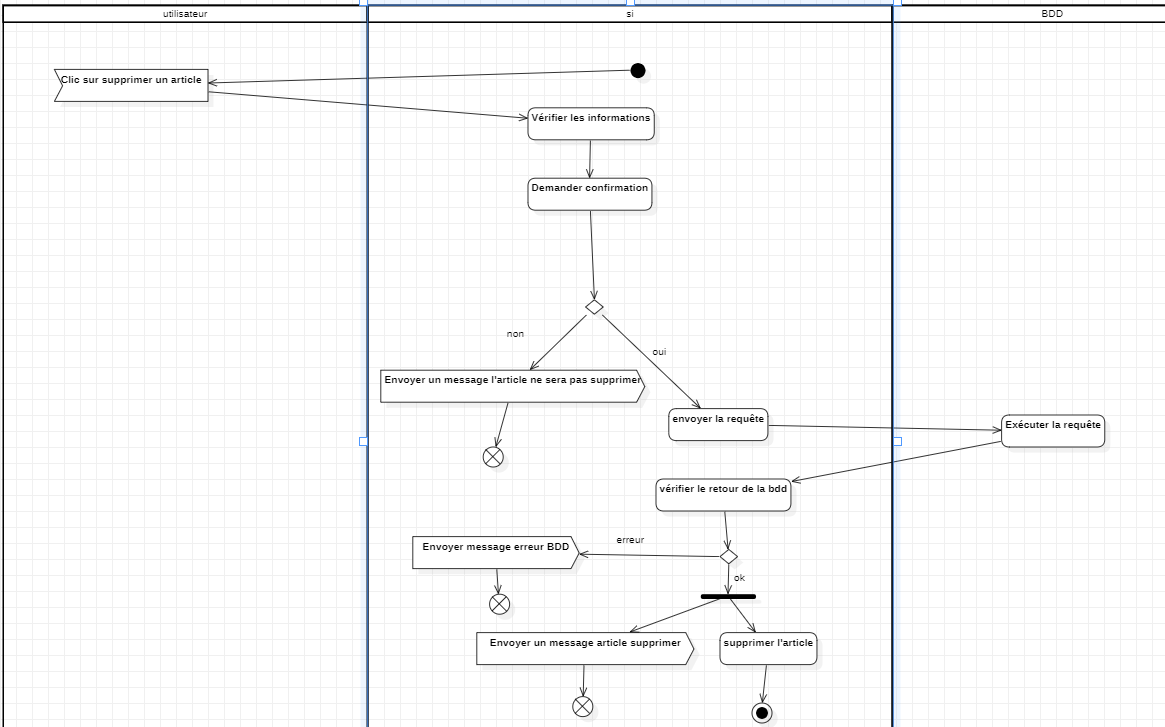 utilisateur
si
BDD
Clic sur supprimer un article
Vérifier les informations
Demander confirmation
non
oui
Envoyer un message l'article ne sera pas supprimer
envoyer la requête
Exécuter la requête
vérifier le retour de la bdd
erreur
Envoyer message erreur BDD
ok
Envoyer un message article supprimer
supprimer l'article